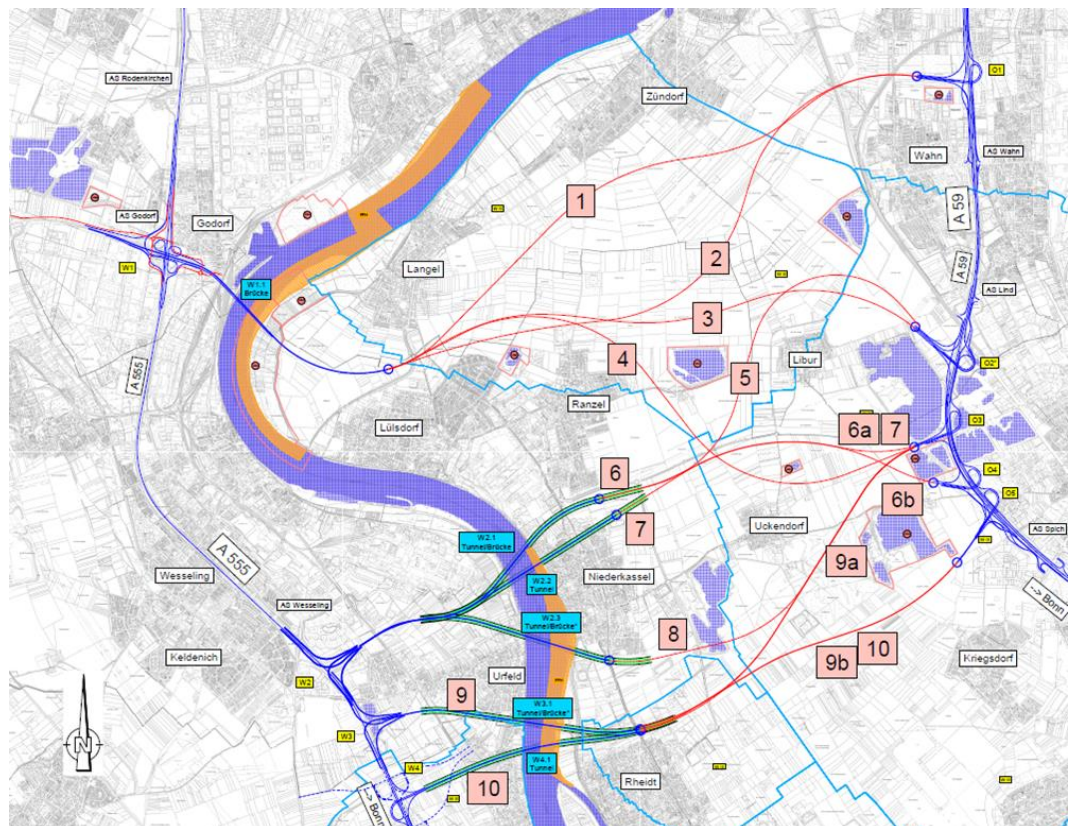 AS Rodenkirchen
O1
Zündorf
AS Wahn
Wahn
A 59
AS Godorf
Godorf
1
W1
Langel
2
A 59
W1.1
Brücke
AS Lind
A 555
3
4
5
Libur
O2*
Ranzel
Lülsdorf
6a
7
O3
6
O4
6b
O5
7
Uckendorf
AS Spich
W2.1
Tunnel/Brücke
A 555
9a
Wesseling
W2.2
Tunnel
Niederkassel
--> Bonn
AS Wesseling
W2.3
Tunnel/Brücke*
8
10
Keldenich
9b
Kriegsdorf
Urfeld
W2
9
W3.1
Tunnel/Brücke*
W3
N
W4
W4.1
Tunnel
10
Rheidt
--> Bonn